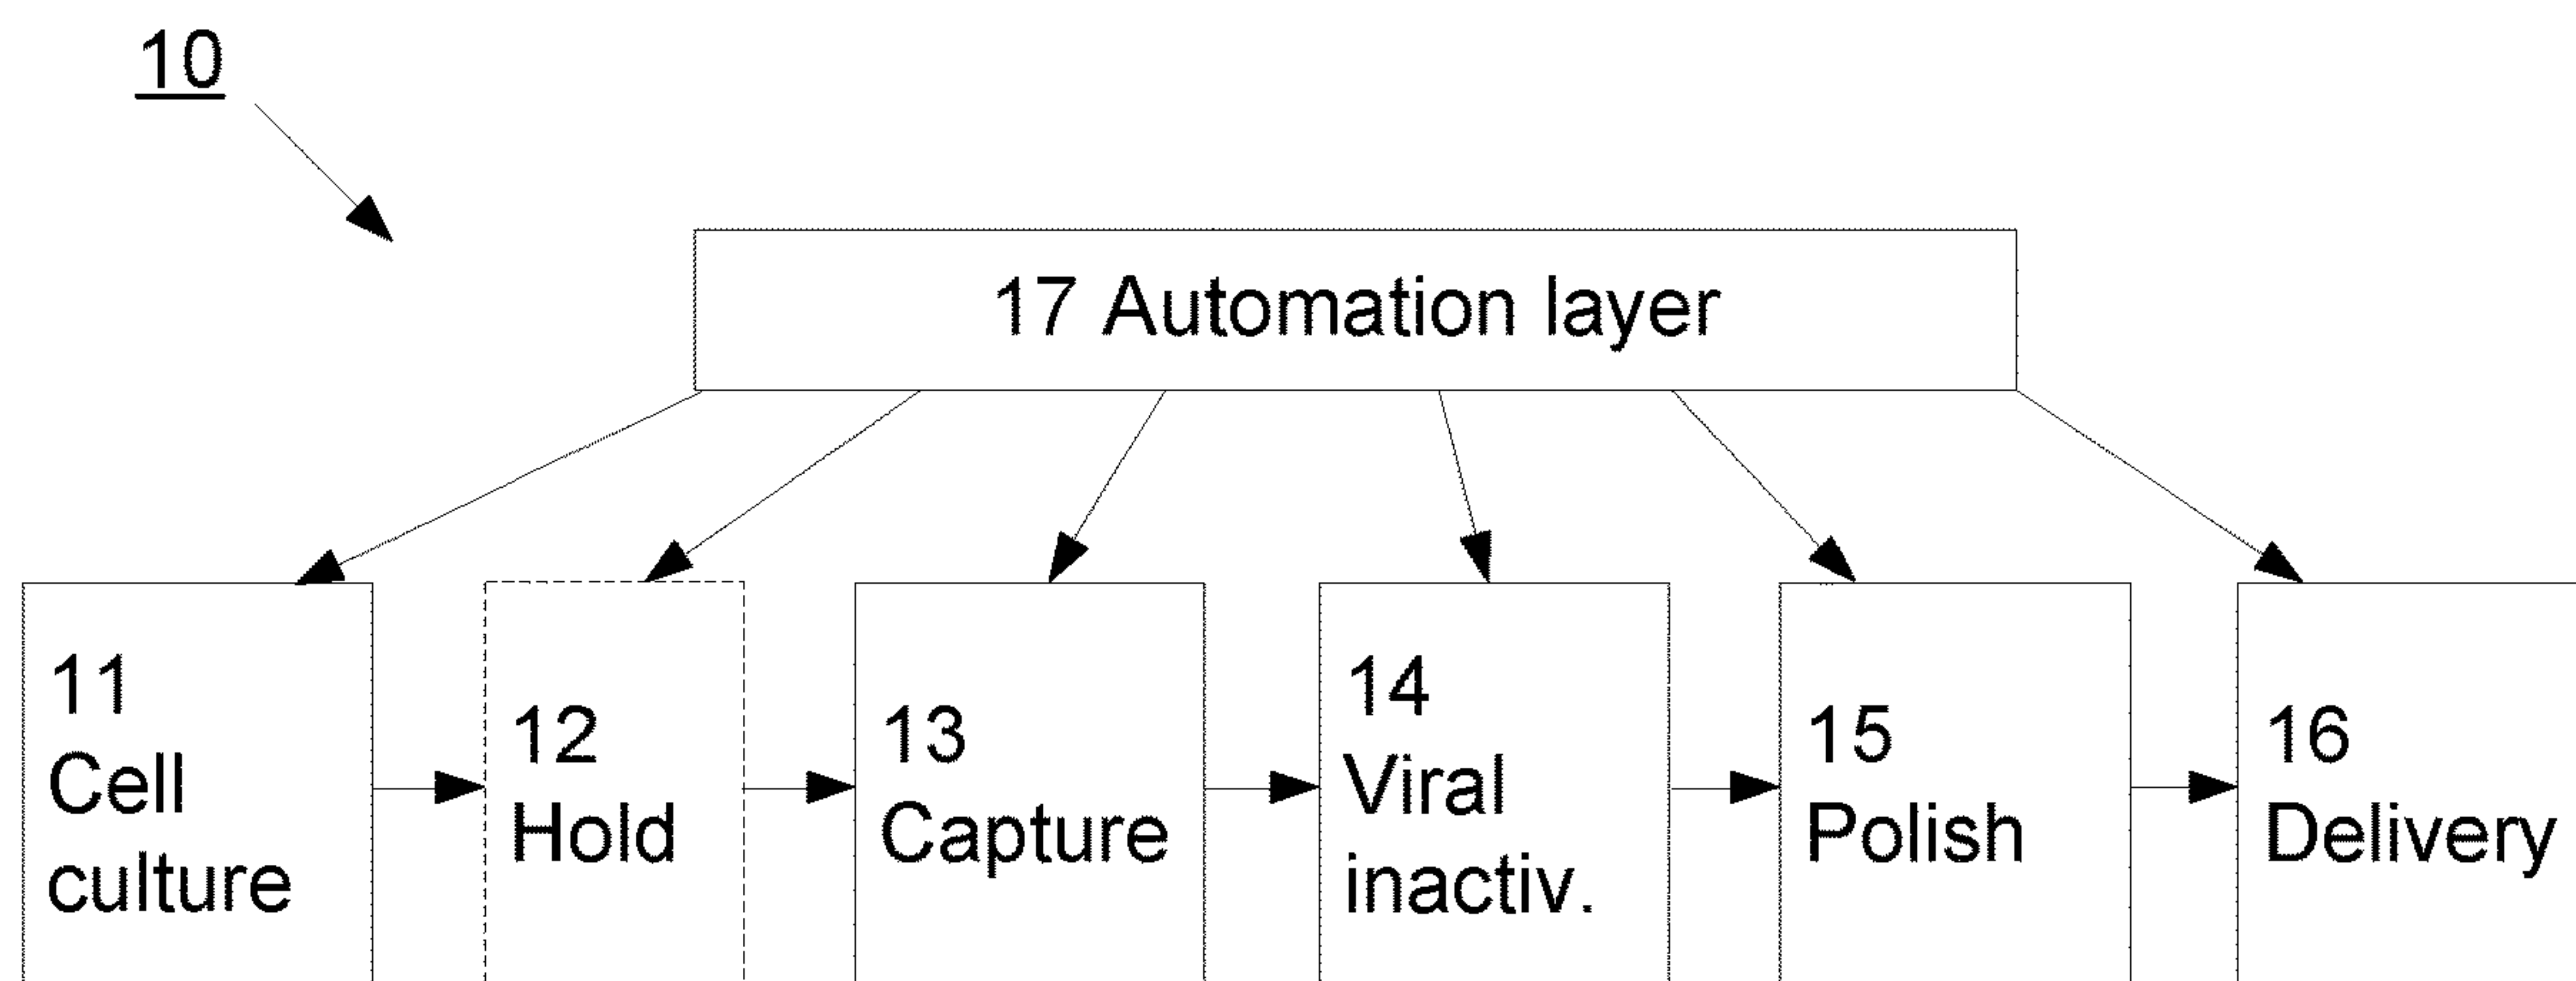 10
17 Automation layer
11
Cell
culture
12
Hold
13
Capture
14
Viral
inactiv.
15
Polish
16
Delivery